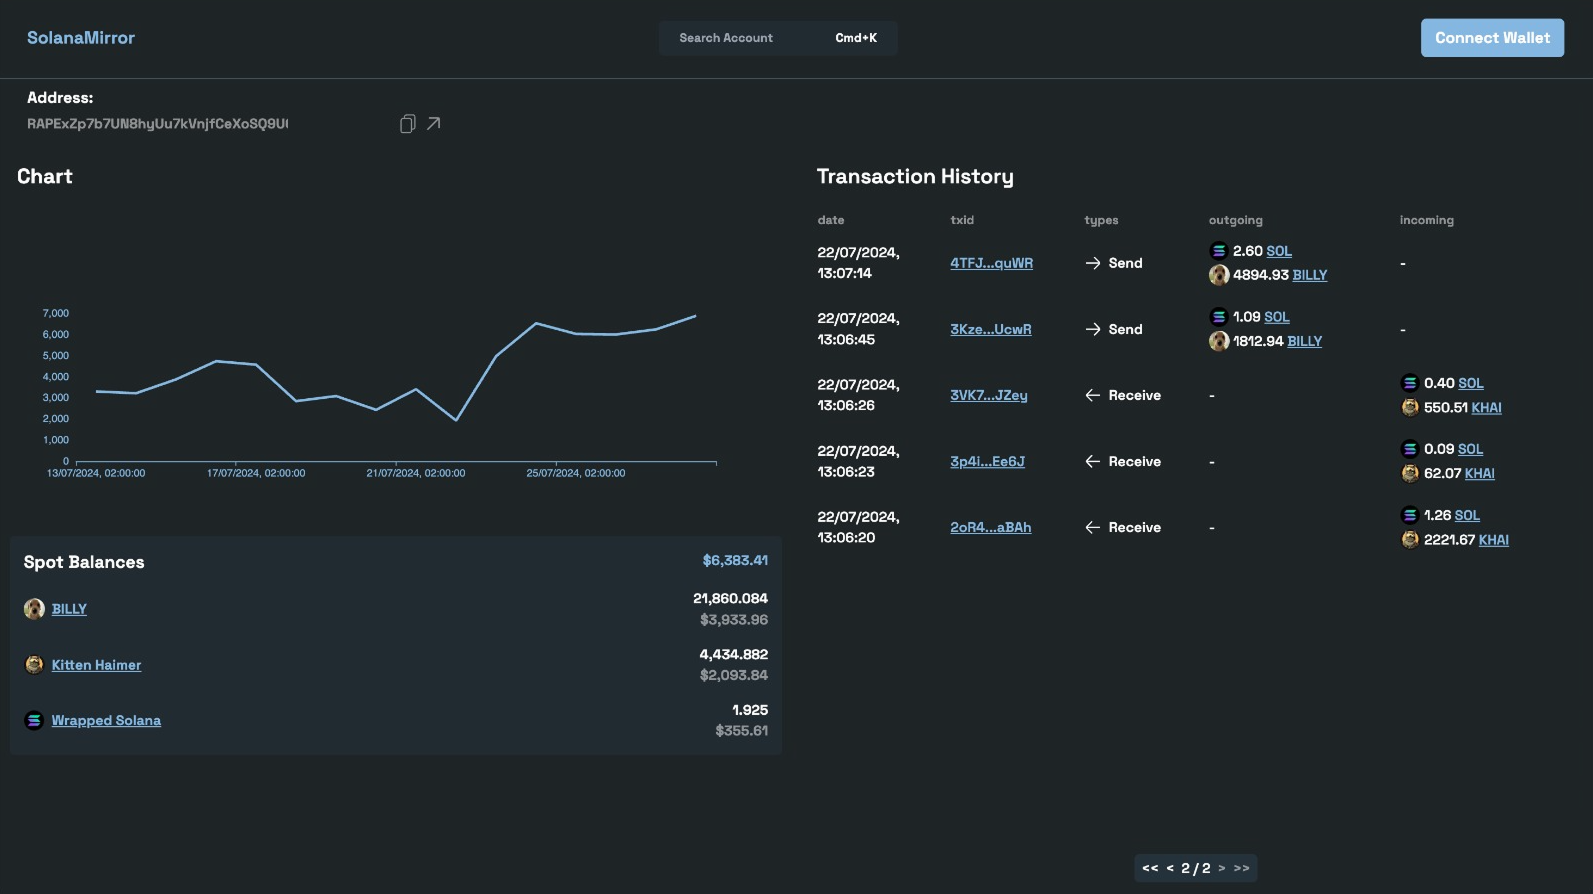 SolanaMirror
Search Account Cmd+K
Connect Wallet
Address:
RAPExZp7b7UN8hyUu7kVnjfCeXoSQ9U
Chart
7,000
6,000
5,000
4,000
3,000
2,000
1,000
0
13/07/2024, 02:00:00 17/07/2024, 02:00:00 21/07/2024, 02:00:00 25/07/2024, 02:00:00
Spot Balances $6,383.41
BILLY 21,860.084
$3,933.96
Kitten Haimer 4,434.882
$2,093.84
Wrapped Solana 1.925
$355.61
Transaction History
date txid types outgoing incoming
22/07/2024,
13:07:14 4TFJ...quWR → Send 2.60 SOL
4894.93 BILLY -
22/07/2024,
13:06:45 3Kze...UcwR → Send 1.09 SOL
1812.94 BILLY -
22/07/2024,
13:06:26 3VK7...JZey ← Receive - 0.40 SOL
550.51 KHAI
22/07/2024,
13:06:23 3p4i...Ee6J ← Receive - 0.09 SOL
62.07 KHAI
22/07/2024,
13:06:20 2oR4...aBAh ← Receive - 1.26 SOL
2221.67 KHAI
<< < 2 / 2 > >>